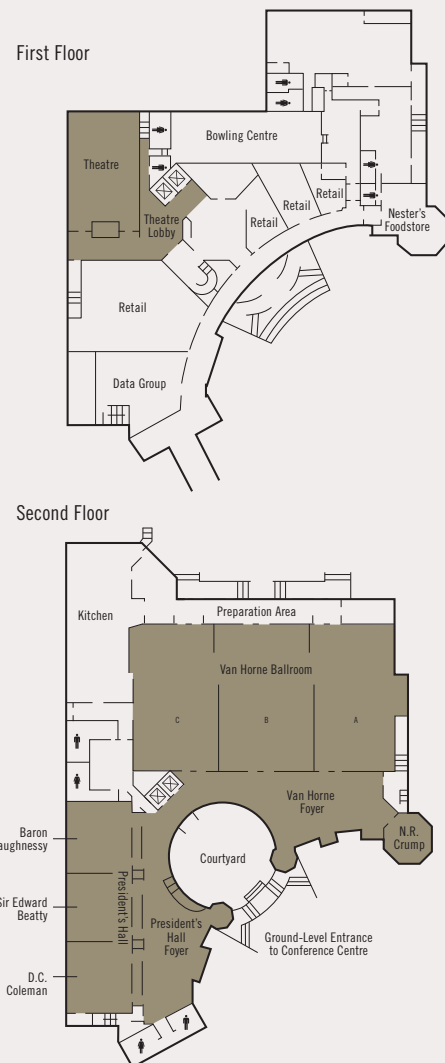 First Floor
Bowling Centre
Theatre
Theatre
Lobby
Retail
Retail
Retail
Nester's
Foodstore
Retail
Data Group
Second Floor
Kitchen
Preparation Area
Van Horne Ballroom
C
B
A
Van Horne
Foyer
N.R.
Crump
Baron
aughnessy
Courtyard
President's Hall
Sir Edward
Beatty
President's
Hall
Foyer
Ground-Level Entrance
to Conference Centre
D.C.
Coleman